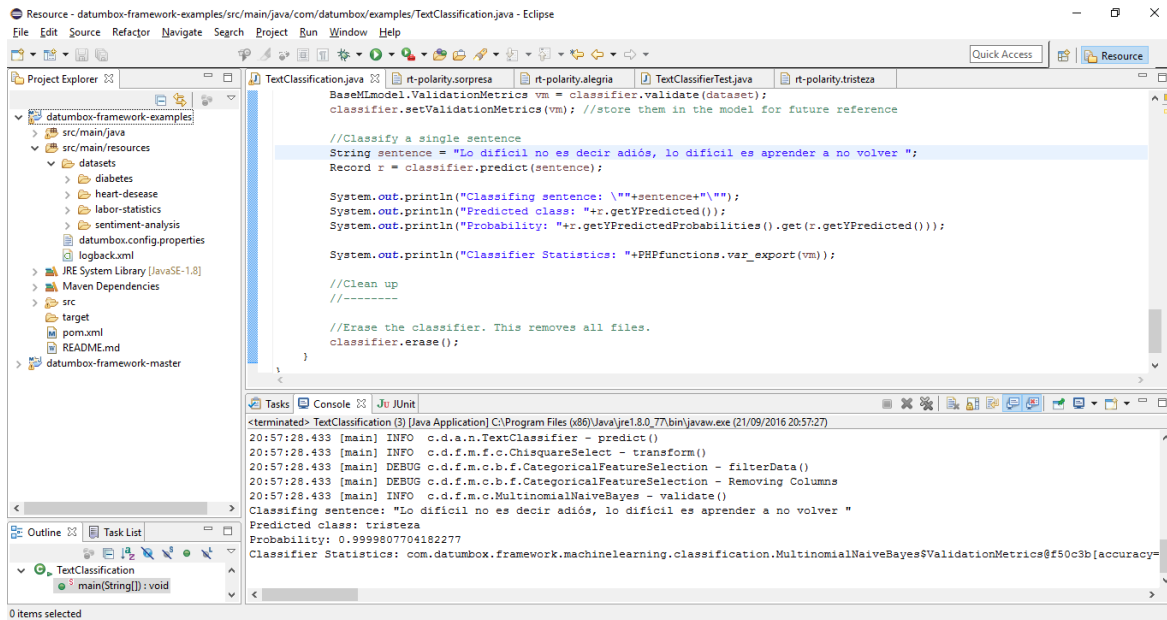 Resource - datumbox-framework-examples/src/main/java/com/datumbox/examples/TextClassification.java - Eclipse
File Edit Source Refactor Navigate Search Project Run Window Help
Quick Access
Resource
Project Explorer
datumbox-framework-examples
src/main/java
src/main/resources
datasets
diabetes
heart-desease
labor-statistics
sentiment-analysis
datumbox.config.properties
logback.xml
JRE System Library [JavaSE-1.8]
Maven Dependencies
src
target
pom.xml
README.md
datumbox-framework-master
TextClassification.java rt-polarity.sorpresa rt-polarity.alegria TextClassifierTest.java rt-polarity.tristeza
BaseMLmodel.ValidationMetrics vm = classifier.validate(dataset);
classifier.setValidationMetrics(vm); //store them in the model for future reference
//Classify a single sentence
String sentence = "Lo difícil no es decir adiós, lo difícil es aprender a no volver ";
Record r = classifier.predict(sentence);
System.out.println("Classifing sentence: \""+sentence+"\"");
System.out.println("Predicted class: "+r.getYPredicted());
System.out.println("Probability: "+r.getYPredictedProbabilities().get(r.getYPredicted()));
System.out.println("Classifier Statistics: "+PHPfunctions.var_export(vm));
//Clean up
//--------
//Erase the classifier. This removes all files.
classifier.erase();
}
}
Tasks Console JUnit
<terminated> TextClassification (3) [Java Application] C:\Program Files (x86)\Java\jre1.8.0_77\bin\javaw.exe (21/09/2016 20:57:27)
20:57:28.433 [main] INFO c.d.a.n.TextClassifier - predict()
20:57:28.433 [main] INFO c.d.f.m.f.c.ChisquareSelect - transform()
20:57:28.433 [main] DEBUG c.d.f.m.c.b.f.CategoricalFeatureSelection - filterData()
20:57:28.433 [main] DEBUG c.d.f.m.c.b.f.CategoricalFeatureSelection - Removing Columns
20:57:28.433 [main] INFO c.d.f.m.c.MultinomialNaiveBayes - validate()
Classifing sentence: "Lo difícil no es decir adiós, lo difícil es aprender a no volver "
Predicted class: tristeza
Probability: 0.9999807704182277
Classifier Statistics: com.datumbox.framework.machinelearning.classification.MultinomialNaiveBayes$ValidationMetrics@f50c3b[accuracy=
Outline Task List
TextClassification
main(String[]) : void
0 items selected